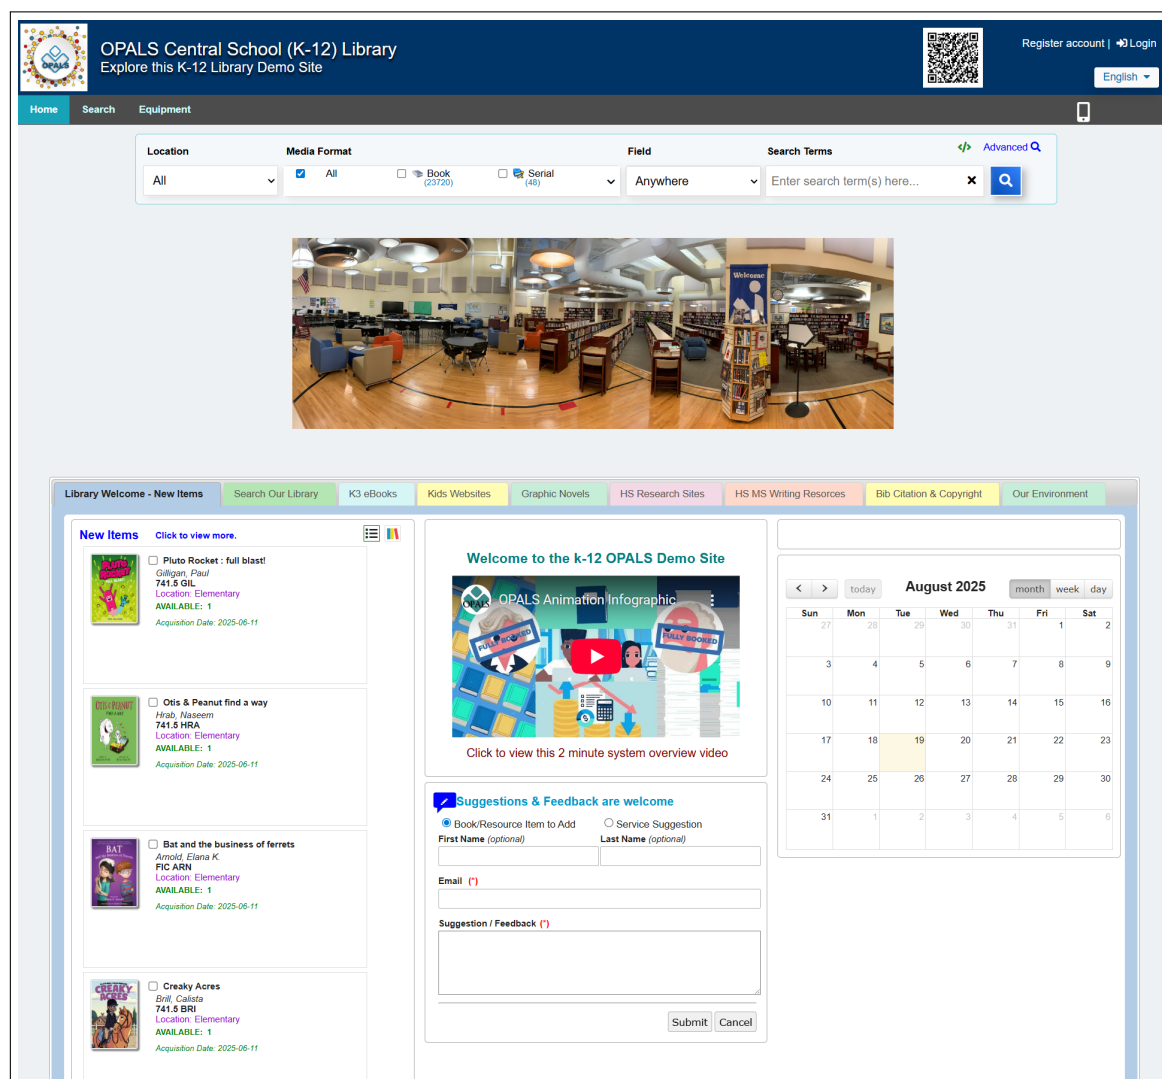 OPALS
OPALS Central School (K-12) Library
Explore this K-12 Library Demo Site
Register account | Login
English
Home Search Equipment
Location Media Format Field Search Terms </> Advanced
All All Book (23720) Serial (48) Anywhere Enter search term(s) here...
Welcome
Library Welcome - New Items Search Our Library K3 eBooks Kids Websites Graphic Novels HS Research Sites HS MS Writing Resorces Bib Citation & Copyright Our Environment
New Items Click to view more.
PLUTO ROCKET
Pluto Rocket : full blast!
Gilligan, Paul
741.5 GIL
Location: Elementary
AVAILABLE: 1
Acquisition Date: 2025-06-11
OTIS & PEANUT
Otis & Peanut find a way
Hrab, Naseem
741.5 HRA
Location: Elementary
AVAILABLE: 1
Acquisition Date: 2025-06-11
BAT
Bat and the business of ferrets
Arnold, Elana K.
FIC ARN
Location: Elementary
AVAILABLE: 1
Acquisition Date: 2025-06-11
CREAKY ACRES
Creaky Acres
Brill, Calista
741.5 BRI
Location: Elementary
AVAILABLE: 1
Acquisition Date: 2025-06-11
Welcome to the k-12 OPALS Demo Site
OPALS
OPALS Animation Infographic
FULLY BOOKED
FULLY BOOKED
Click to view this 2 minute system overview video
Suggestions & Feedback are welcome
Book/Resource Item to Add Service Suggestion
First Name (optional) Last Name (optional)
Email (*)
Suggestion / Feedback (*)
Submit Cancel
< > today August 2025 month week day
Sun Mon Tue Wed Thu Fri Sat
27 28 29 30 31 1 2
3 4 5 6 7 8 9
10 11 12 13 14 15 16
17 18 19 20 21 22 23
24 25 26 27 28 29 30
31 1 2 3 4 5 6